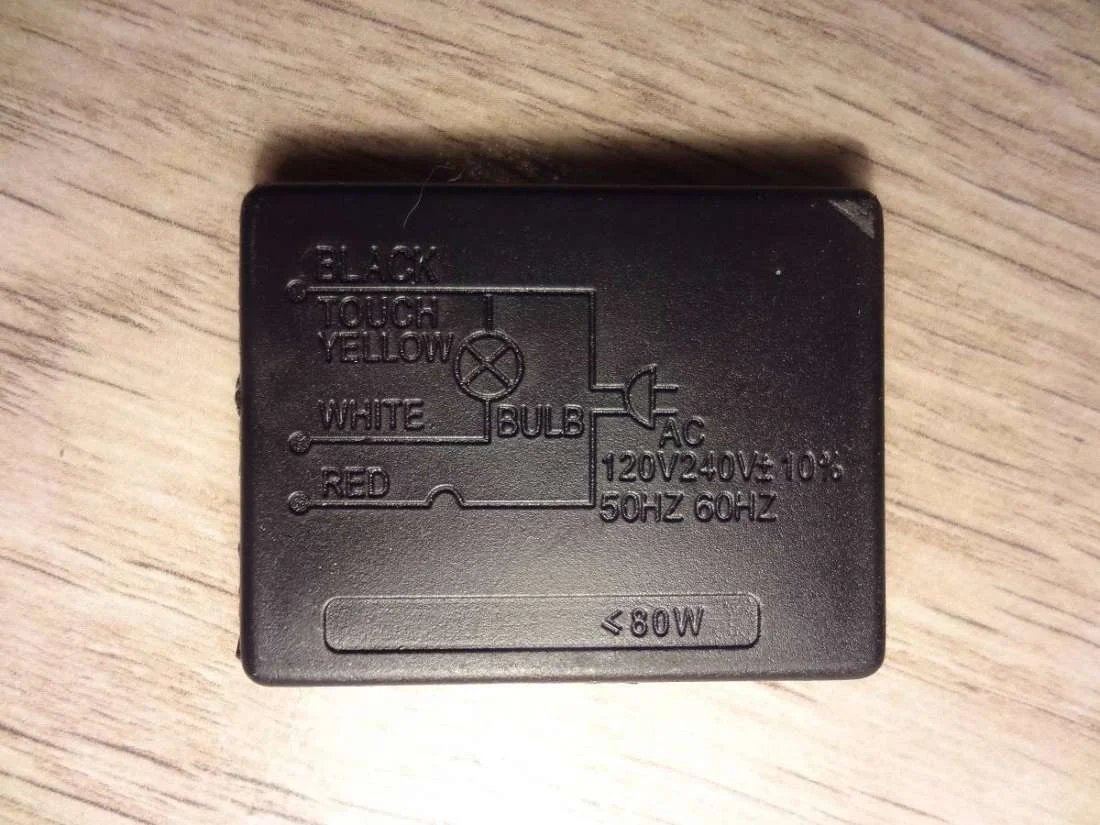 BLACK
TOUCH
YELLOW
WHITE
BULB
RED
AC
120V240V± 10%
50HZ 60HZ
≤80W